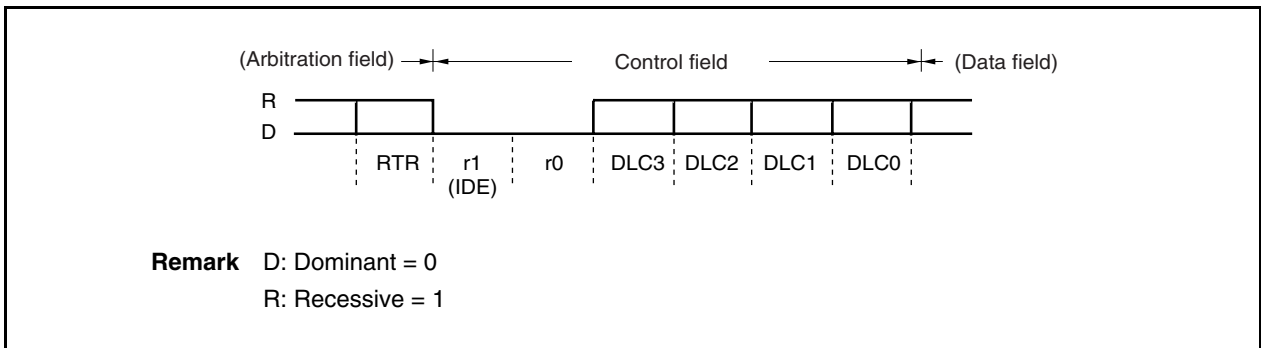 (Arbitration field) Control field (Data field)
R
D
RTR r1 r0 DLC3 DLC2 DLC1 DLC0
(IDE)
Remark D: Dominant = 0
R: Recessive = 1